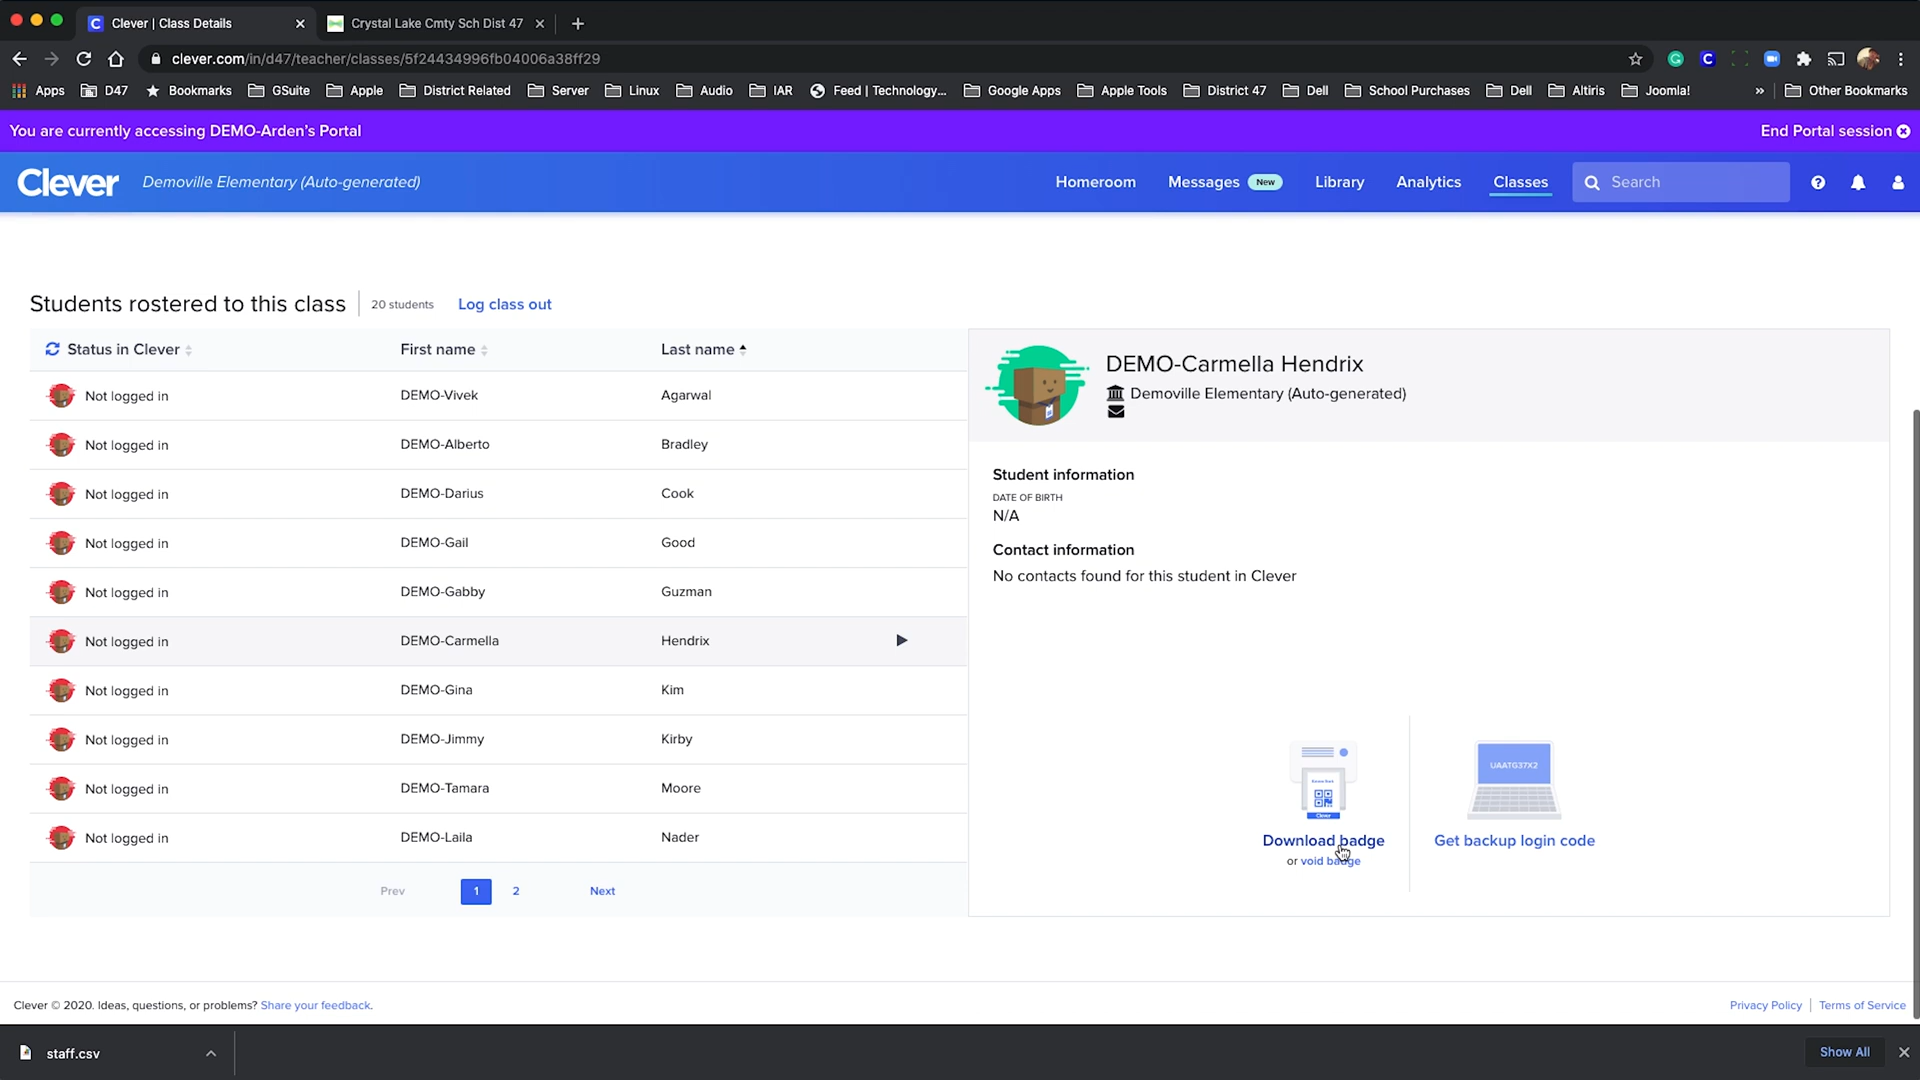 Clever | Class Details
Crystal Lake Cmty Sch Dist 47
clever.com/in/d47/teacher/classes/5f24434996fb04006a38ff29
Apps D47 Bookmarks GSuite Apple District Related Server Linux Audio IAR Feed | Technology... Google Apps Apple Tools District 47 Dell School Purchases Dell Altiris Joomla! » Other Bookmarks
You are currently accessing DEMO-Arden's Portal
End Portal session
Clever Demoville Elementary (Auto-generated)
Homeroom Messages New Library Analytics Classes Search
Students rostered to this class 20 students Log class out
Status in Clever First name Last name
Not logged in DEMO-Vivek Agarwal
Not logged in DEMO-Alberto Bradley
Not logged in DEMO-Darius Cook
Not logged in DEMO-Gail Good
Not logged in DEMO-Gabby Guzman
Not logged in DEMO-Carmella Hendrix
Not logged in DEMO-Gina Kim
Not logged in DEMO-Jimmy Kirby
Not logged in DEMO-Tamara Moore
Not logged in DEMO-Laila Nader
Prev 1 2 Next
DEMO-Carmella Hendrix
Demoville Elementary (Auto-generated)
Student information
DATE OF BIRTH
N/A
Contact information
No contacts found for this student in Clever
Clever
Download badge
or void badge
UAATG37X2
Get backup login code
Clever © 2020. Ideas, questions, or problems? Share your feedback.
Privacy Policy | Terms of Service
staff.csv
Show All